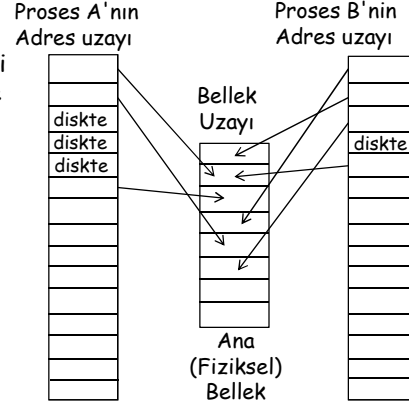 Proses A'nın
Adres uzayı
Proses B'nin
Adres uzayı
i
Bellek
Uzayı
diskte
diskte
diskte
diskte
Ana
(Fiziksel)
Bellek